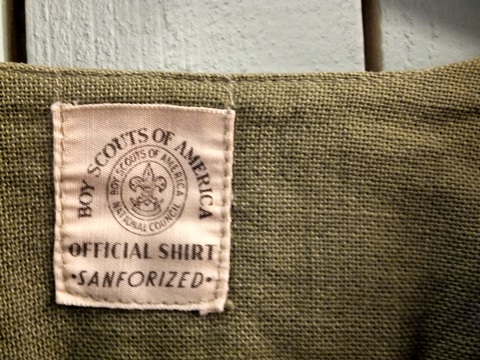 BOY SCOUTS OF AMERICA
BOY SCOUTS OF AMERICA
NATIONAL COUNCIL
OFFICIAL SHIRT
•SANFORIZED•